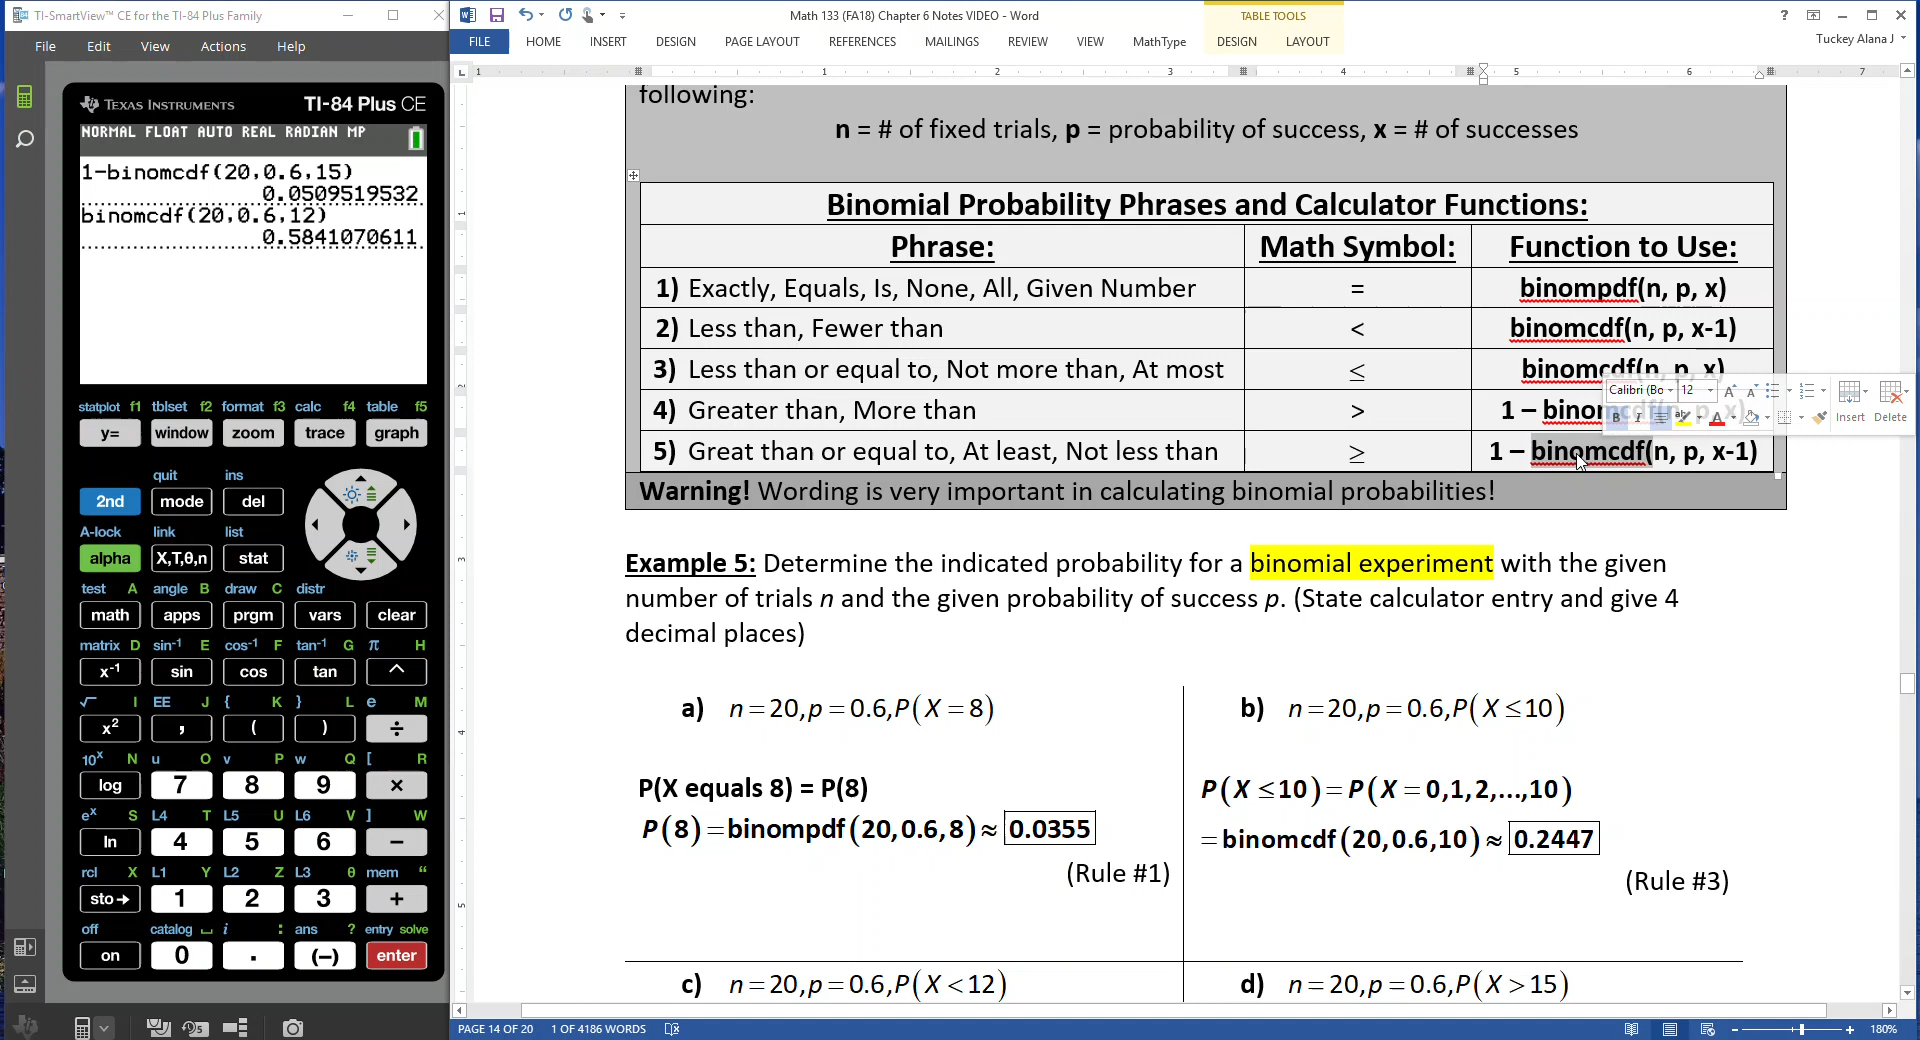 TI-SmartView™ CE for the TI-84 Plus Family
File Edit View Actions Help
TEXAS INSTRUMENTS TI-84 Plus CE
NORMAL FLOAT AUTO REAL RADIAN MP
1-binomcdf(20,0.6,15)
0.0509519532
binomcdf(20,0.6,12)
0.5841070611
statplot f1 tblset f2 format f3 calc f4 table f5
y= window zoom trace graph
quit ins
2nd mode del
A-lock link list
alpha X,T,θ,n stat
test A angle B draw C distr
math apps prgm vars clear
matrix D sin⁻¹ E cos⁻¹ F tan⁻¹ G π H
x⁻¹ sin cos tan ^
√ I EE J { K } L e M
x² , ( ) ÷
10ˣ N u O v P w Q [ R
log 7 8 9 ×
eˣ S L4 T L5 U L6 V ] W
ln 4 5 6 −
rcl X L1 Y L2 Z L3 θ mem “
sto→ 1 2 3 +
off catalog ⎵ i : ans ? entry solve
on 0 . (−) enter
Math 133 (FA18) Chapter 6 Notes VIDEO - Word
TABLE TOOLS
FILE HOME INSERT DESIGN PAGE LAYOUT REFERENCES MAILINGS REVIEW VIEW MathType DESIGN LAYOUT
Tuckey Alana J
1 1 2 3 4 5 6 7
following:
n = # of fixed trials, p = probability of success, x = # of successes
Binomial Probability Phrases and Calculator Functions:
Phrase: Math Symbol: Function to Use:
1) Exactly, Equals, Is, None, All, Given Number = binompdf(n, p, x)
2) Less than, Fewer than < binomcdf(n, p, x-1)
3) Less than or equal to, Not more than, At most ≤ binomcdf(n, p, x)
4) Greater than, More than > 1 – binomcdf(n, p, x)
5) Great than or equal to, At least, Not less than ≥ 1 – binomcdf(n, p, x-1)
Calibri (Bo 12
Insert Delete
Warning! Wording is very important in calculating binomial probabilities!
Example 5: Determine the indicated probability for a binomial experiment with the given
number of trials n and the given probability of success p. (State calculator entry and give 4
decimal places)
a) n = 20, p = 0.6, P(X = 8)
P(X equals 8) = P(8)
P(8) = binompdf(20, 0.6, 8) ≈ 0.0355
(Rule #1)
b) n = 20, p = 0.6, P(X ≤ 10)
P(X ≤ 10) = P(X = 0,1,2,...,10)
= binomcdf(20, 0.6, 10) ≈ 0.2447
(Rule #3)
c) n = 20, p = 0.6, P(X < 12)
d) n = 20, p = 0.6, P(X > 15)
PAGE 14 OF 20 1 OF 4186 WORDS 180%